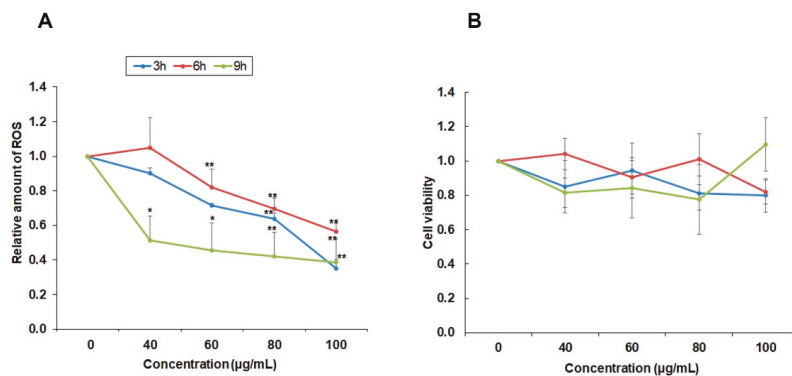 A
3h 6h 9h
Relative amount of ROS
1.4
1.2
1.0
0.8
0.6
0.4
0.2
0.0
**
**
**
**
**
**
**
*
*
0 40 60 80 100
Concentration (µg/mL)
B
Cell viability
1.4
1.2
1.0
0.8
0.6
0.4
0.2
0.0
0 40 60 80 100
Concentration (µg/mL)